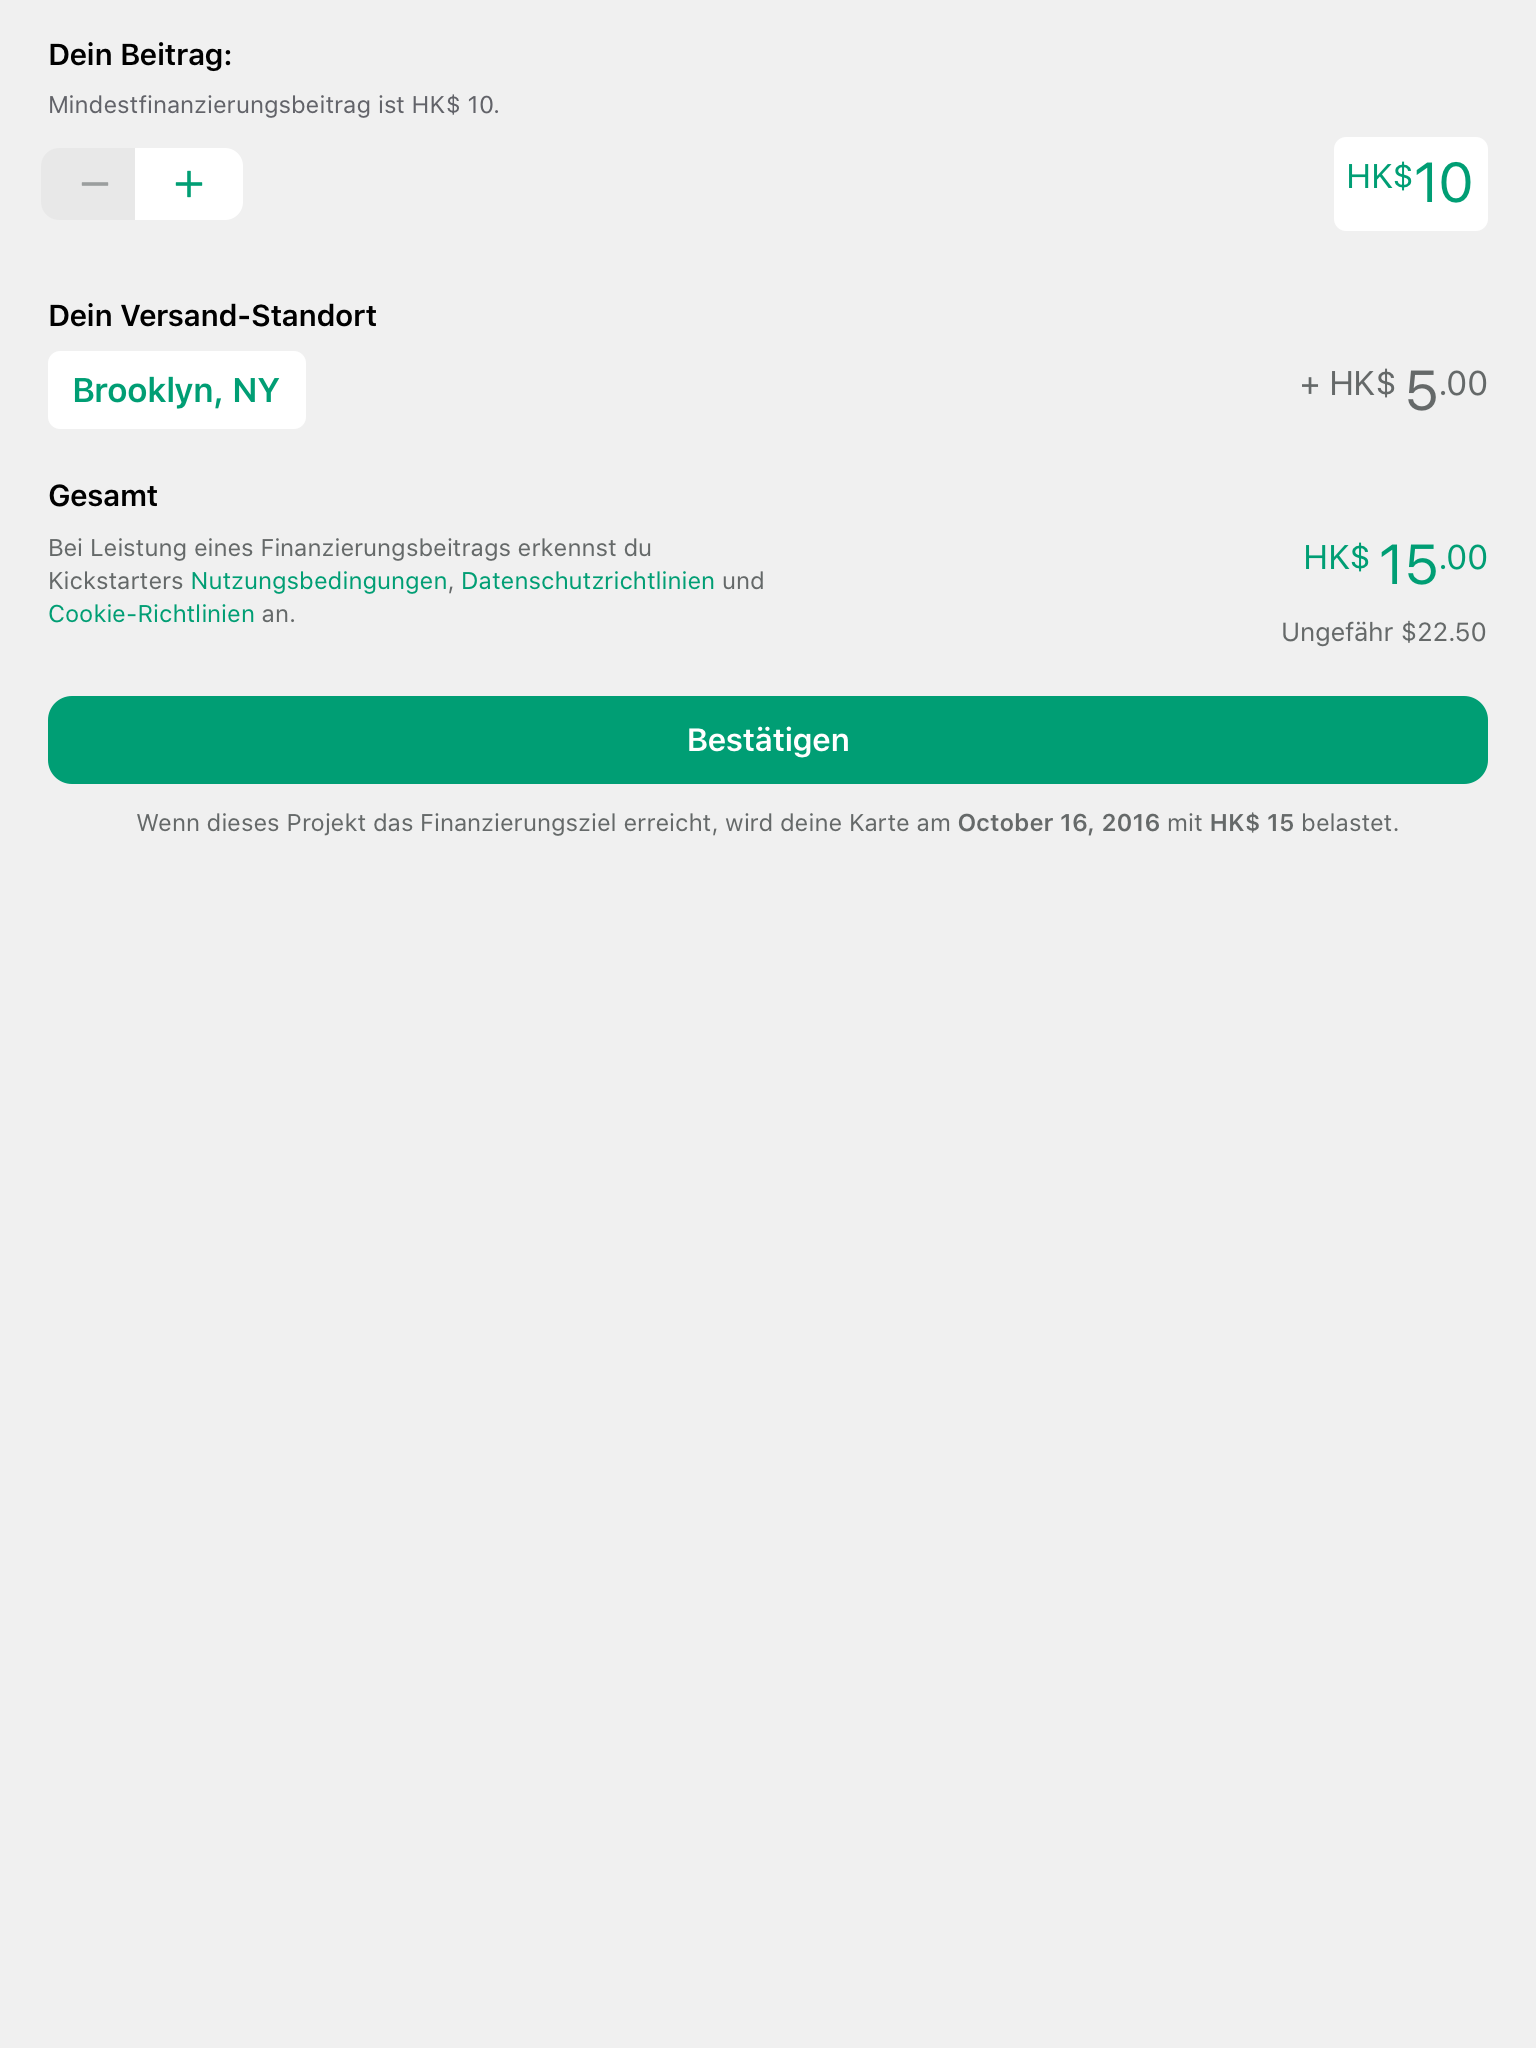 Dein Beitrag:
Mindestfinanzierungsbeitrag ist HK$ 10.
− +
HK$10
Dein Versand-Standort
Brooklyn, NY
+ HK$ 5.00
Gesamt
Bei Leistung eines Finanzierungsbeitrags erkennst du
Kickstarters Nutzungsbedingungen, Datenschutzrichtlinien und
Cookie-Richtlinien an.
HK$ 15.00
Ungefähr $22.50
Bestätigen
Wenn dieses Projekt das Finanzierungsziel erreicht, wird deine Karte am October 16, 2016 mit HK$ 15 belastet.